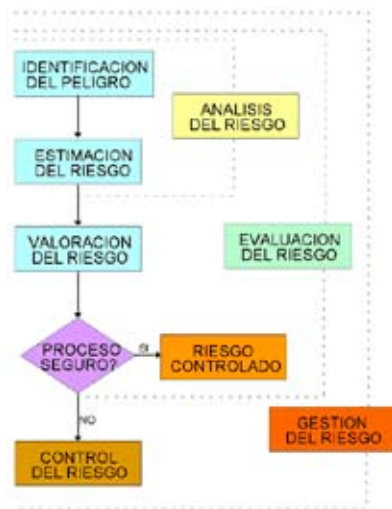 IDENTIFICACION
DEL PELIGRO
ANALISIS
DEL RIESGO
ESTIMACION
DEL RIESGO
VALORACION
DEL RIESGO
EVALUACION
DEL RIESGO
PROCESO
SEGURO?
SI
RIESGO
CONTROLADO
NO
GESTION
DEL RIESGO
CONTROL
DEL RIESGO